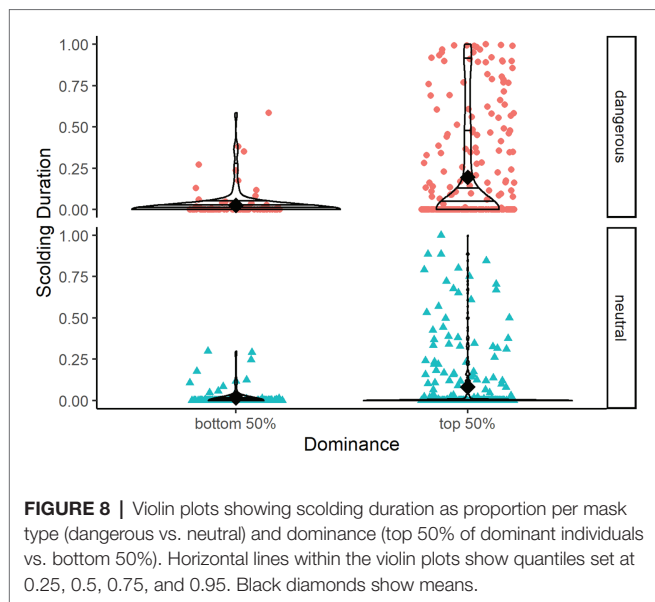 1.00
0.75
0.50
0.25
0.00
dangerous
Scolding Duration
1.00
0.75
0.50
0.25
0.00
neutral
bottom 50%
top 50%
Dominance
FIGURE 8 | Violin plots showing scolding duration as proportion per mask
type (dangerous vs. neutral) and dominance (top 50% of dominant individuals
vs. bottom 50%). Horizontal lines within the violin plots show quantiles set at
0.25, 0.5, 0.75, and 0.95. Black diamonds show means.